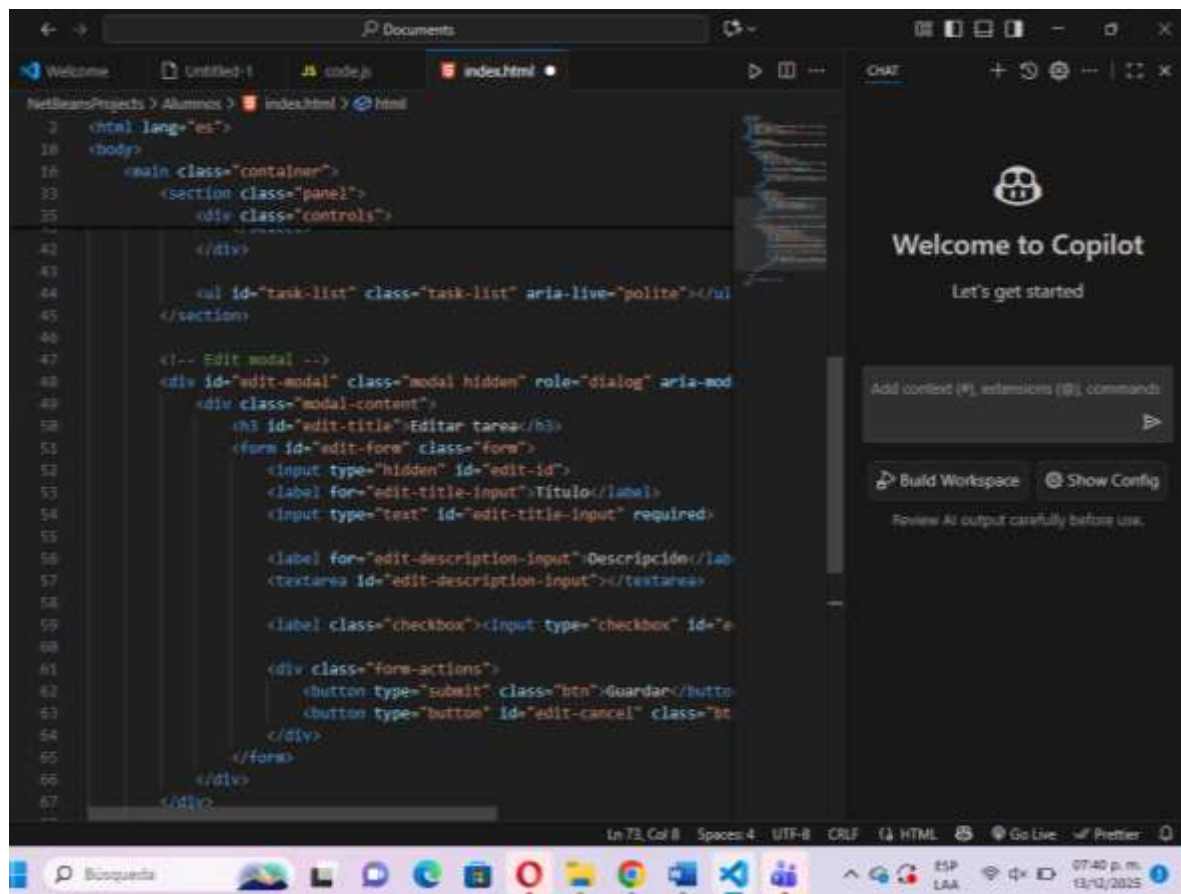 Documents
Welcome
Untitled-1
JS code.js
index.html
CHAT
NetBeansProjects > Alumnos > index.html > html
2 <html lang="es">
10 <body>
16 <main class="container">
33 <section class="panel">
35 <div class="controls">
42 </div>
43
44 <ul id="task-list" class="task-list" aria-live="polite"></ul
45 </section>
46
47 <!-- Edit modal -->
48 <div id="edit-modal" class="modal hidden" role="dialog" aria-mod
49 <div class="modal-content">
50 <h3 id="edit-title">Editar tarea</h3>
51 <form id="edit-form" class="form">
52 <input type="hidden" id="edit-id">
53 <label for="edit-title-input">Título</label>
54 <input type="text" id="edit-title-input" required>
55
56 <label for="edit-description-input">Descripción</lab
57 <textarea id="edit-description-input"></textarea>
58
59 <label class="checkbox"><input type="checkbox" id="e
60
61 <div class="form-actions">
62 <button type="submit" class="btn">Guardar</butto
63 <button type="button" id="edit-cancel" class="bt
64 </div>
65 </form>
66 </div>
67 </div>
Welcome to Copilot
Let's get started
Add context (#), extensions (@), commands
Build Workspace
Show Config
Review AI output carefully before use.
Ln 73, Col 8 Spaces: 4 UTF-8 CRLF HTML Go Live Prettier
Búsqueda
ESP
LAA
07:40 p. m.
13/12/2025